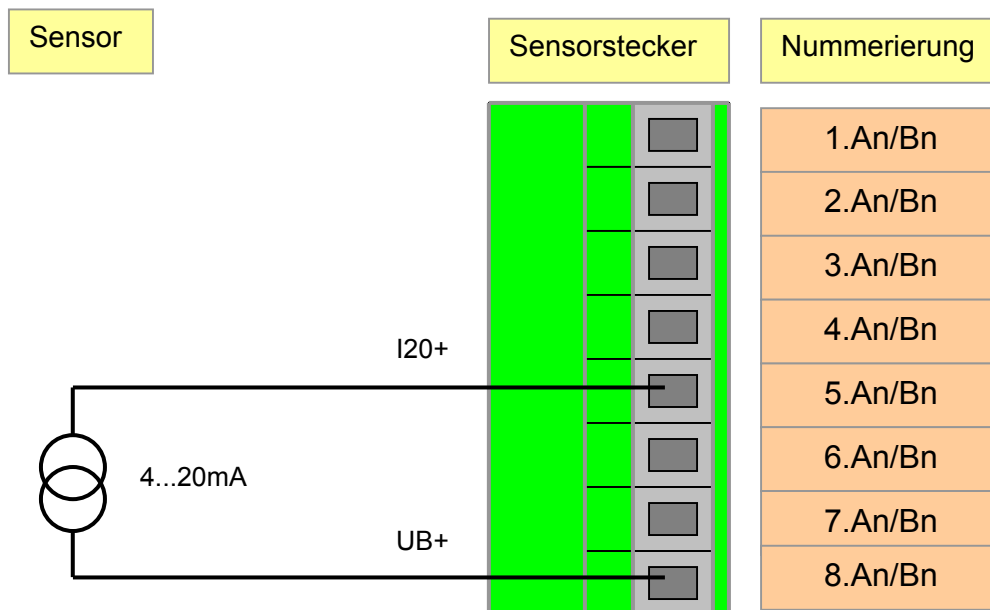 Sensor
Sensorstecker
Nummerierung
1.An/Bn
2.An/Bn
3.An/Bn
4.An/Bn
I20+
5.An/Bn
4...20mA
6.An/Bn
7.An/Bn
UB+
8.An/Bn